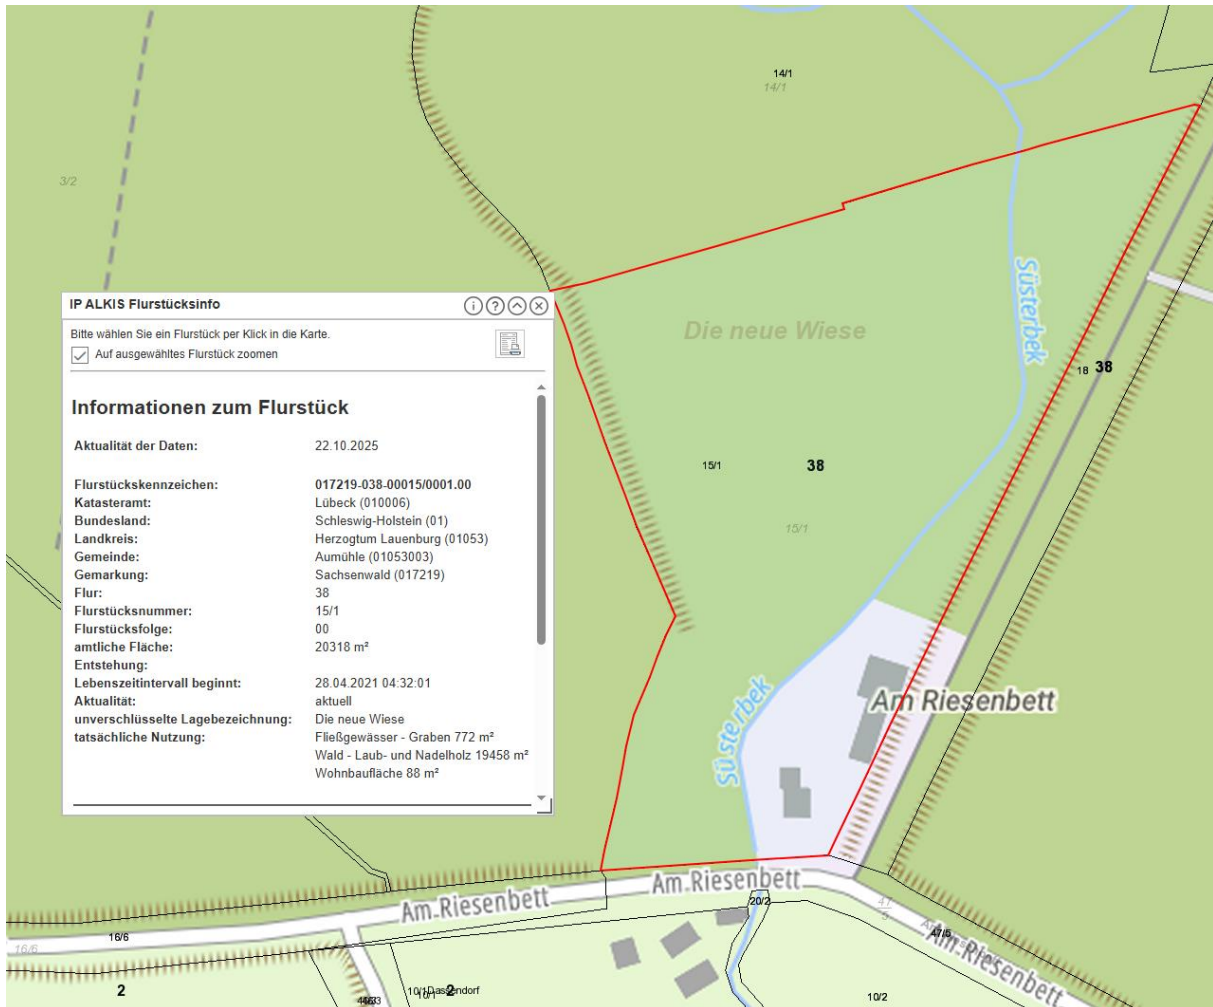 14/1
14/1
3/2
Süsterbek
IP ALKIS Flurstücksinfo
Bitte wählen Sie ein Flurstück per Klick in die Karte.
Auf ausgewähltes Flurstück zoomen
Informationen zum Flurstück
Aktualität der Daten: 22.10.2025
Flurstückskennzeichen: 017219-038-00015/0001.00
Katasteramt: Lübeck (010006)
Bundesland: Schleswig-Holstein (01)
Landkreis: Herzogtum Lauenburg (01053)
Gemeinde: Aumühle (01053003)
Gemarkung: Sachsenwald (017219)
Flur: 38
Flurstücksnummer: 15/1
Flurstücksfolge: 00
amtliche Fläche: 20318 m²
Entstehung:
Lebenszeitintervall beginnt: 28.04.2021 04:32:01
Aktualität: aktuell
unverschlüsselte Lagebezeichnung: Die neue Wiese
tatsächliche Nutzung: Fließgewässer - Graben 772 m²
Wald - Laub- und Nadelholz 19458 m²
Wohnbaufläche 88 m²
Die neue Wiese
18 38
15/1 38
15/1
Am Riesenbett
Süsterbek
Am Riesenbett
Am Riesenbett
20/2
47
5
47/5
Am Riesenbett
16/6
16/6
2
10/1
Dassendorf
2
10/2